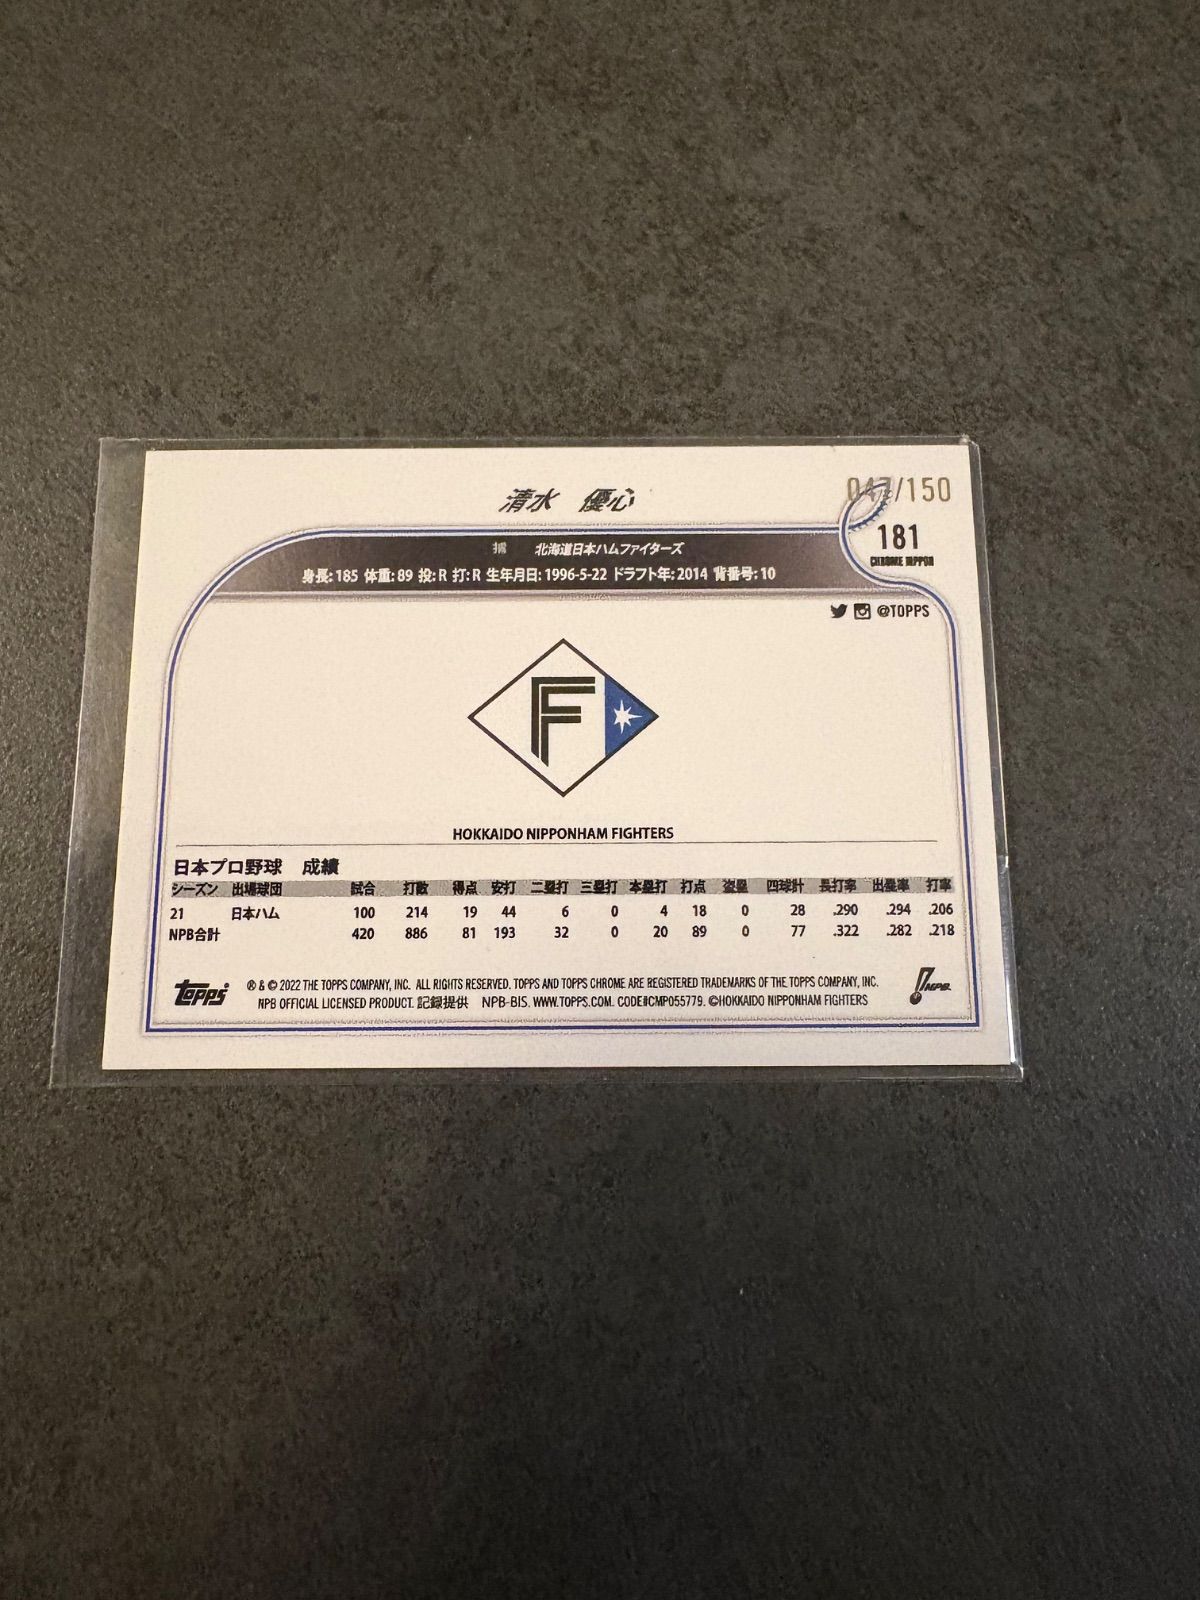 清水 優心
047/150
181
CHROME NIPPON
捕 北海道日本ハムファイターズ
身長: 185 体重: 89 投: R 打: R 生年月日: 1996-5-22 ドラフト年: 2014 背番号: 10
@TOPPS
F
HOKKAIDO NIPPONHAM FIGHTERS
日本プロ野球 成績
シーズン 出場球団 試合 打数 得点 安打 二塁打 三塁打 本塁打 打点 盗塁 四球計 長打率 出塁率 打率
21 日本ハム 100 214 19 44 6 0 4 18 0 28 .290 .294 .206
NPB合計 420 886 81 193 32 0 20 89 0 77 .322 .282 .218
topps ® & © 2022 THE TOPPS COMPANY, INC. ALL RIGHTS RESERVED. TOPPS AND TOPPS CHROME ARE REGISTERED TRADEMARKS OF THE TOPPS COMPANY, INC.
NPB OFFICIAL LICENSED PRODUCT. 記録提供 NPB-BIS. WWW.TOPPS.COM. CODE#CMP055779. ©HOKKAIDO NIPPONHAM FIGHTERS
NPB